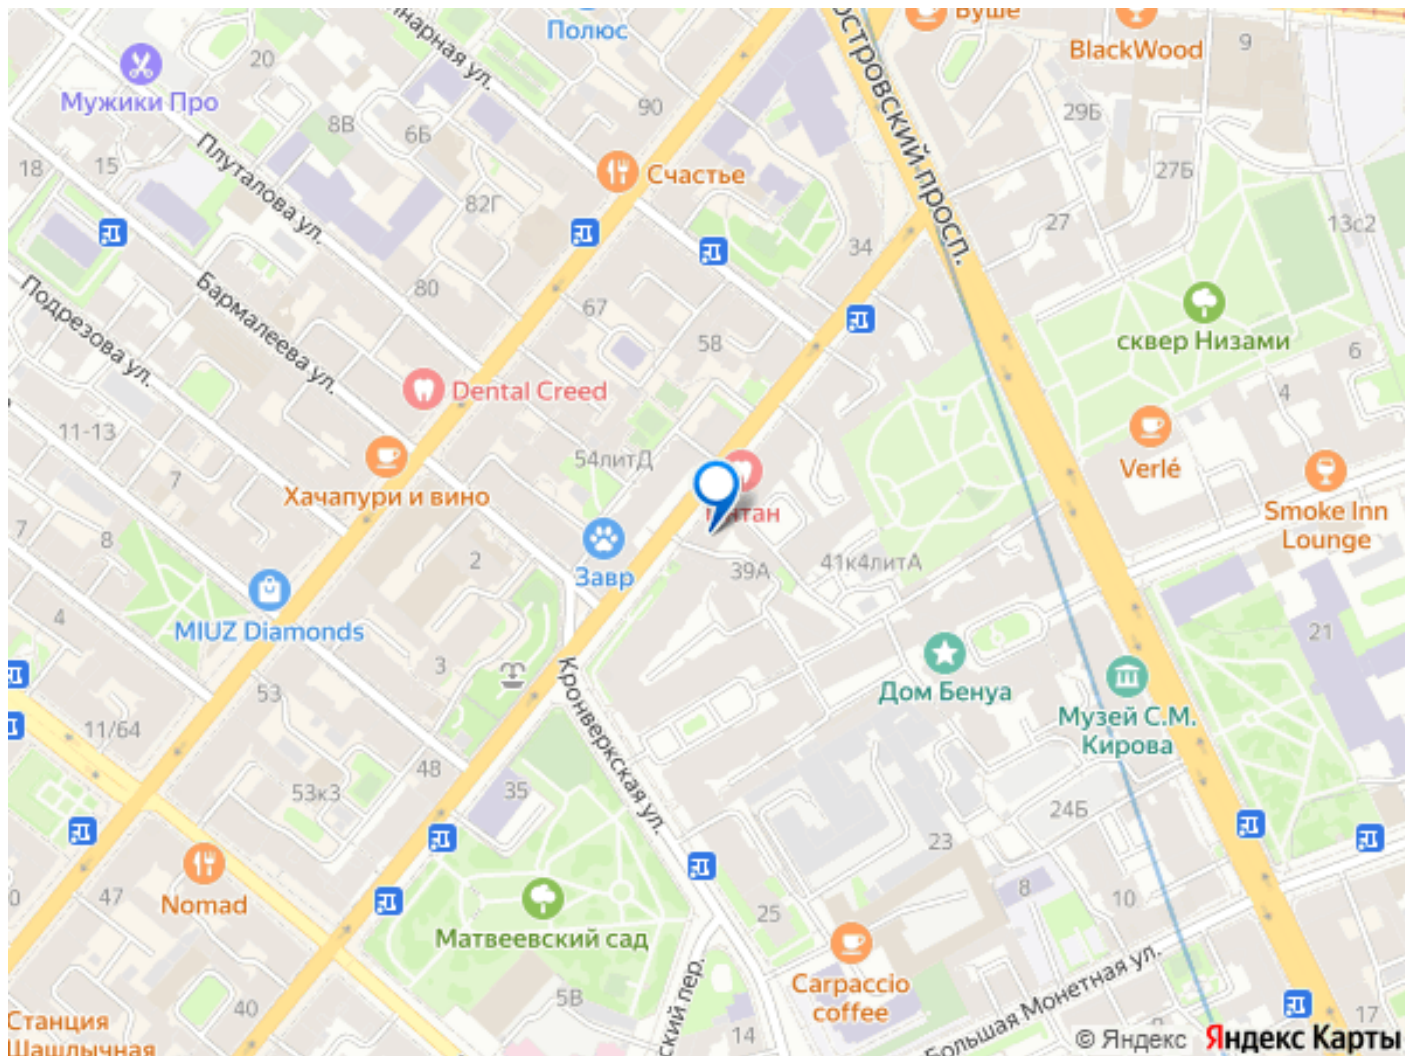 Полюс
Буше
BlackWood
9
20
нарная ул.
островский просп.
Мужики Про
90
8В
6Б
29Б
18
15
Плуталова ул.
Счастье
27Б
82Г
27
13с2
34
Бармалеева ул.
80
67
Подрезова ул.
58
сквер Низами
6
Dental Creed
4
11-13
7
54литД
Хачапури и вино
Verlé
Smoke Inn
Lounge
7
8
2
Завр
39А
41к4литА
4
MIUZ Diamonds
21
3
Дом Бенуа
53
Кронверкская ул.
11/64
Музей С.М.
Кирова
48
53к3
35
24Б
23
Nomad
47
0
8
10
25
Матвеевский сад
Carpaccio
coffee
Большая Монетная ул.
ский пер.
5В
40
14
17
Станция
Шашлычная
© Яндекс Яндекс Карты